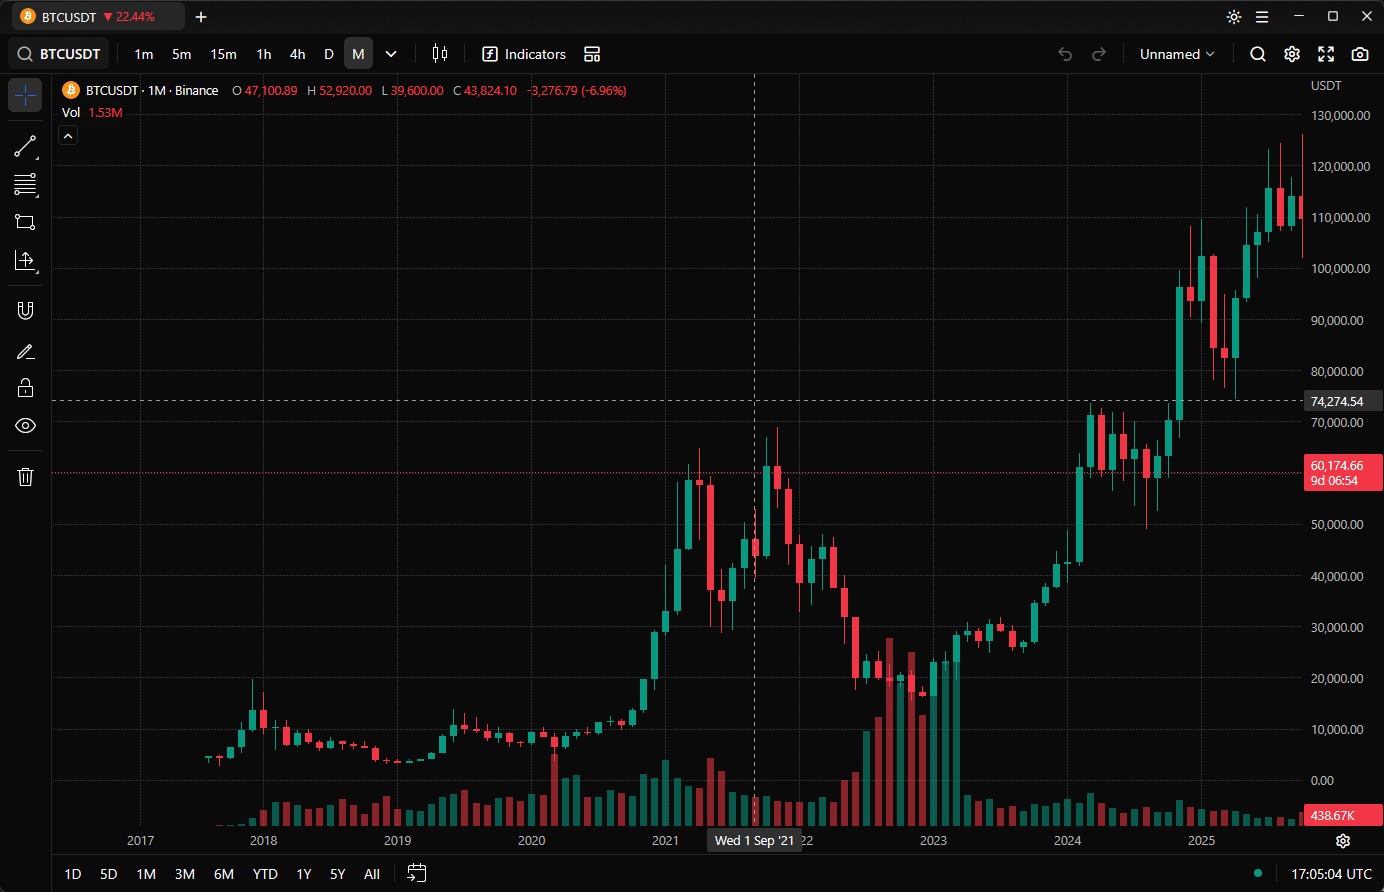 BTCUSDT ▼ 22.44% +
BTCUSDT 1m 5m 15m 1h 4h D M Indicators Unnamed
BTCUSDT · 1M · Binance O 47,100.89 H 52,920.00 L 39,600.00 C 43,824.10 -3,276.79 (-6.96%) USDT
Vol 1.53M
130,000.00
120,000.00
110,000.00
100,000.00
90,000.00
80,000.00
74,274.54
70,000.00
60,174.66
9d 06:54
50,000.00
40,000.00
30,000.00
20,000.00
10,000.00
0.00
438.67K
2017 2018 2019 2020 2021 Wed 1 Sep '21 22 2023 2024 2025
1D 5D 1M 3M 6M YTD 1Y 5Y All 17:05:04 UTC